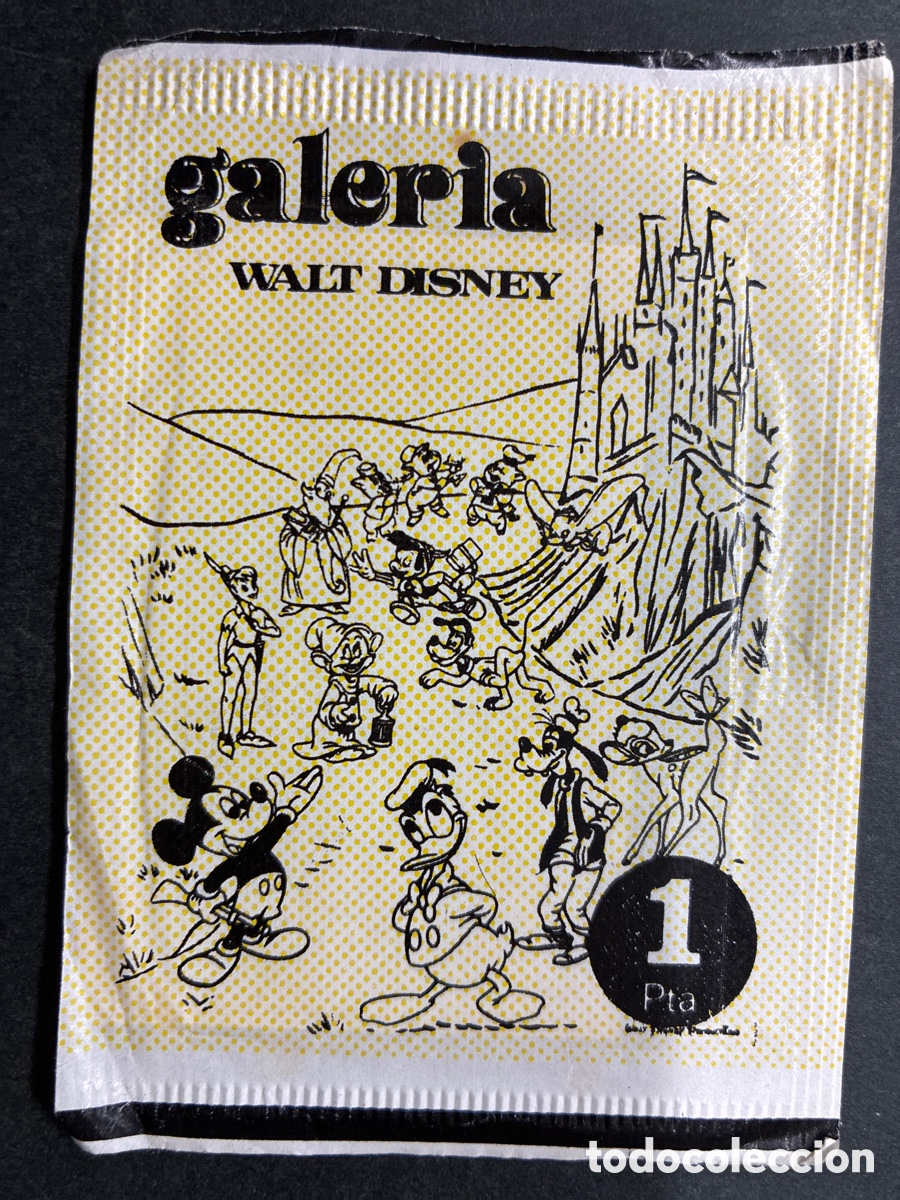 galeria
WALT DISNEY
1
Pta
todocoleccion